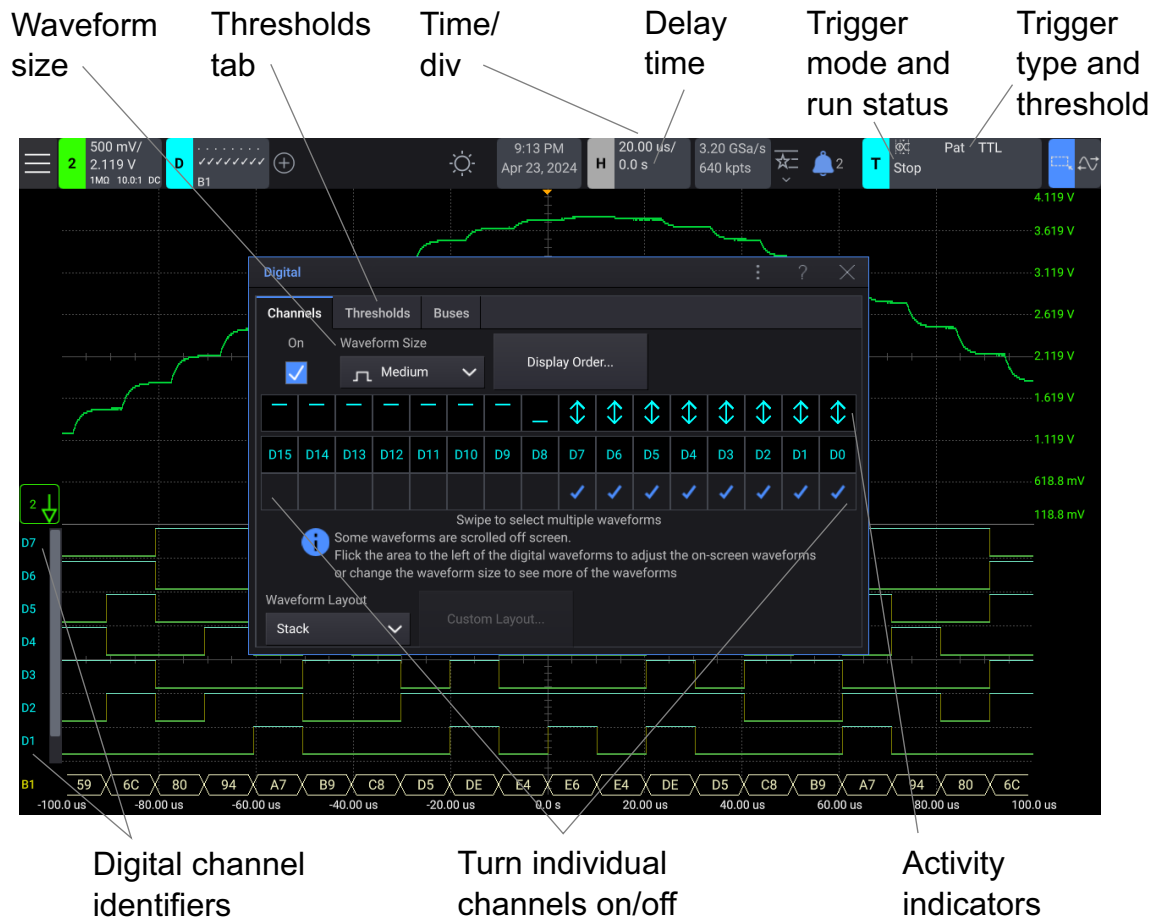 Waveform
size
Thresholds
tab
Time/
div
Delay
time
Trigger
mode and
run status
Trigger
type and
threshold
2
500 mV/
2.119 V
1MΩ 10.0:1 DC
D
B1
9:13 PM
Apr 23, 2024
H
20.00 us/
0.0 s
3.20 GSa/s
640 kpts
2
T
Stop
Pat TTL
4.119 V
3.619 V
3.119 V
2.619 V
2.119 V
1.619 V
1.119 V
618.8 mV
118.8 mV
Digital
?
Channels Thresholds Buses
On Waveform Size
Medium
Display Order...
D15 D14 D13 D12 D11 D10 D9 D8 D7 D6 D5 D4 D3 D2 D1 D0
Swipe to select multiple waveforms
Some waveforms are scrolled off screen.
Flick the area to the left of the digital waveforms to adjust the on-screen waveforms
or change the waveform size to see more of the waveforms
Waveform Layout
Stack
Custom Layout...
2
D7
D6
D5
D4
D3
D2
D1
B1 59 6C 80 94 A7 B9 C8 D5 DE E4 E6 E4 DE D5 C8 B9 A7 94 80 6C
-100.0 us -80.00 us -60.00 us -40.00 us -20.00 us 0.0 s 20.00 us 40.00 us 60.00 us 80.00 us 100.0 us
Digital channel
identifiers
Turn individual
channels on/off
Activity
indicators